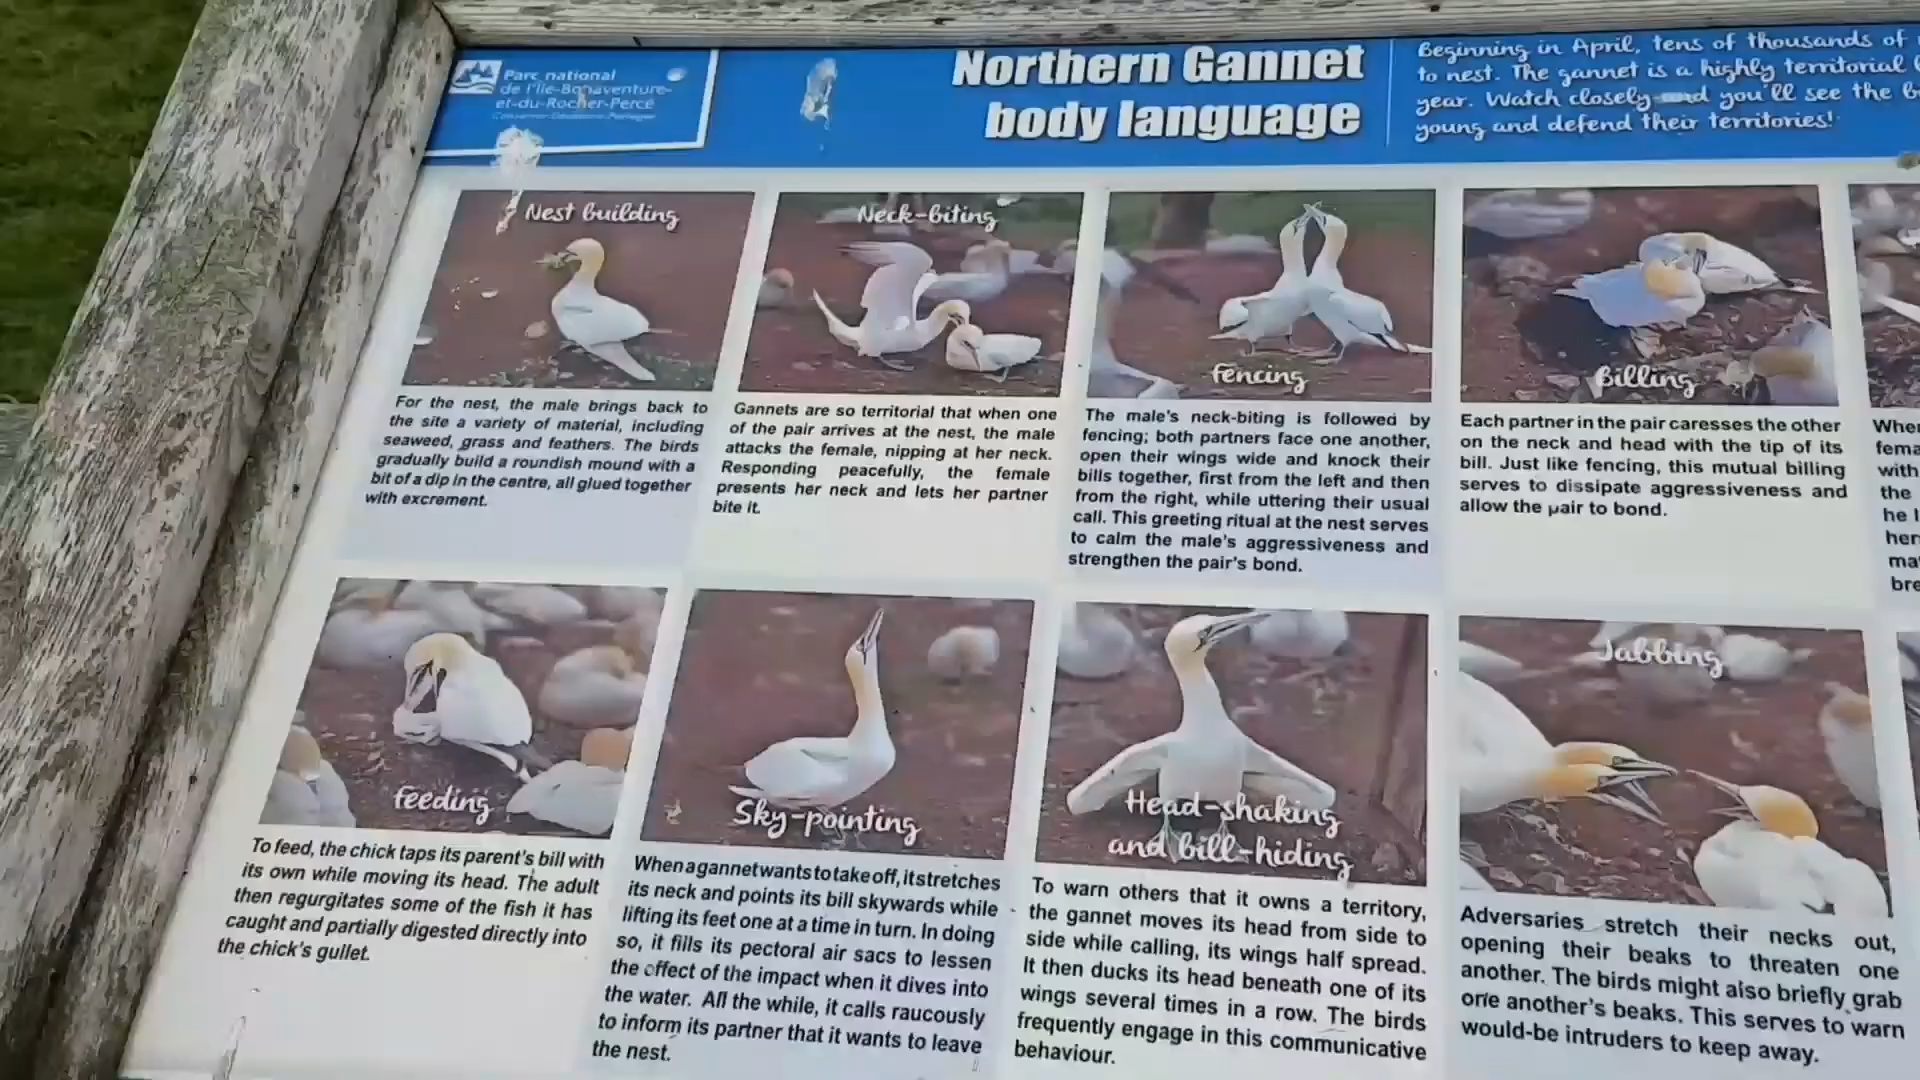 Parc national
de l'Île-Bonaventure-
et-du-Rocher-Percé
Northern Gannet
body language
Beginning in April, tens of thousands of
to nest. The gannet is a highly territorial
year. Watch closely and you'll see the
young and defend their territories!
Nest building
For the nest, the male brings back to
the site a variety of material, including
seaweed, grass and feathers. The birds
gradually build a roundish mound with a
bit of a dip in the centre, all glued together
with excrement.
Neck-biting
Gannets are so territorial that when one
of the pair arrives at the nest, the male
attacks the female, nipping at her neck.
Responding peacefully, the female
presents her neck and lets her partner
bite it.
Fencing
The male's neck-biting is followed by
fencing; both partners face one another,
open their wings wide and knock their
bills together, first from the left and then
from the right, while uttering their usual
call. This greeting ritual at the nest serves
to calm the male's aggressiveness and
strengthen the pair's bond.
Billing
Each partner in the pair caresses the other
on the neck and head with the tip of its
bill. Just like fencing, this mutual billing
serves to dissipate aggressiveness and
allow the pair to bond.
with
the
Feeding
To feed, the chick taps its parent's bill with
its own while moving its head. The adult
then regurgitates some of the fish it has
caught and partially digested directly into
the chick's gullet.
Sky-pointing
When a gannet wants to take off, it stretches
its neck and points its bill skywards while
lifting its feet one at a time in turn. In doing
so, it fills its pectoral air sacs to lessen
the effect of the impact when it dives into
the water. All the while, it calls raucously
to inform its partner that it wants to leave
the nest.
Head-shaking
and bill-hiding
To warn others that it owns a territory,
the gannet moves its head from side to
side while calling, its wings half spread.
It then ducks its head beneath one of its
wings several times in a row. The birds
frequently engage in this communicative
behaviour.
Jabbing
Adversaries stretch their necks out,
opening their beaks to threaten one
another. The birds might also briefly grab
one another's beaks. This serves to warn
would-be intruders to keep away.